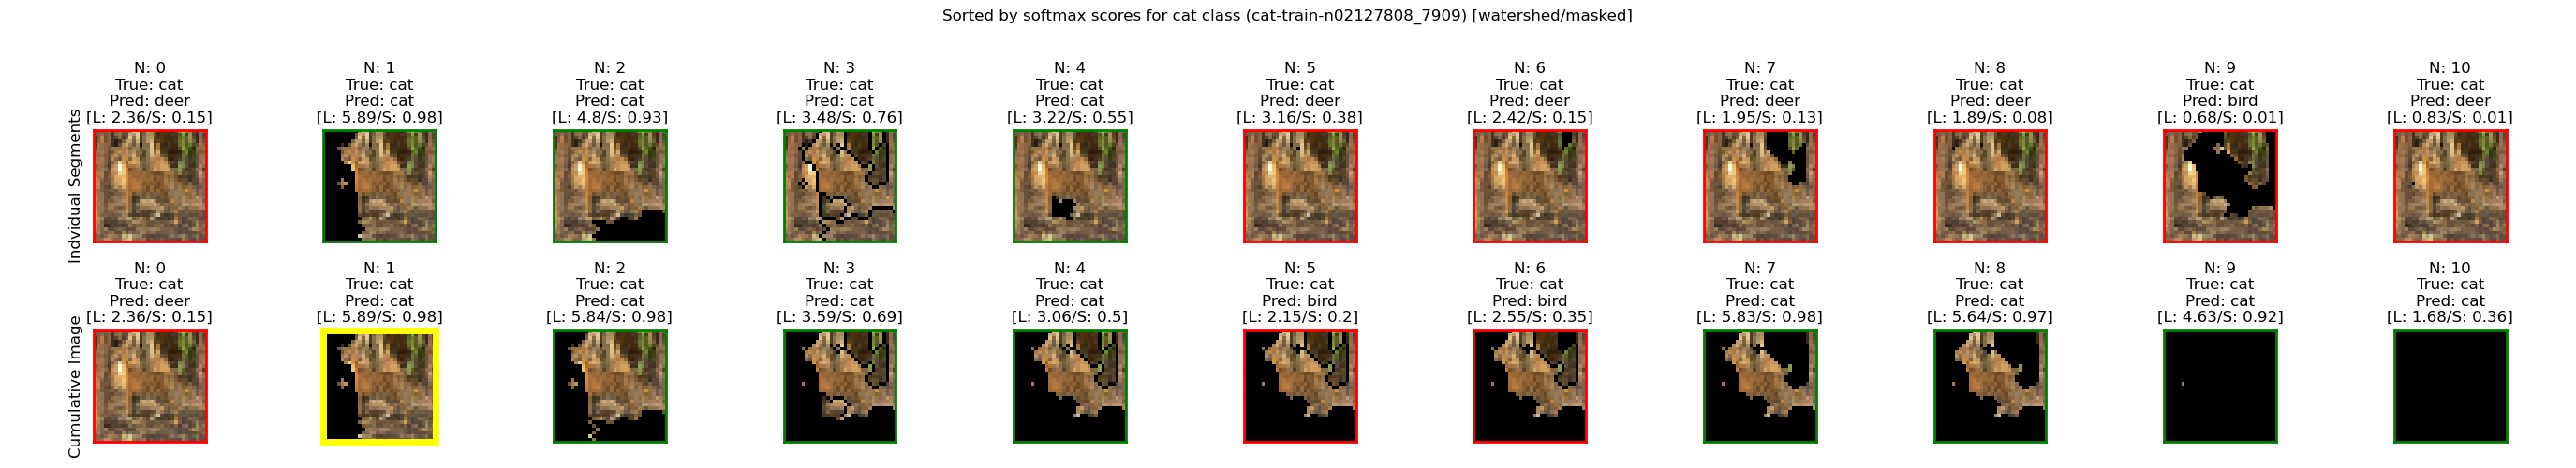 Sorted by softmax scores for cat class (cat-train-n02127808_7909) [watershed/masked]
Indvidual Segments
N: 0
True: cat
Pred: deer
[L: 2.36/S: 0.15]
N: 1
True: cat
Pred: cat
[L: 5.89/S: 0.98]
N: 2
True: cat
Pred: cat
[L: 4.8/S: 0.93]
N: 3
True: cat
Pred: cat
[L: 3.48/S: 0.76]
N: 4
True: cat
Pred: cat
[L: 3.22/S: 0.55]
N: 5
True: cat
Pred: deer
[L: 3.16/S: 0.38]
N: 6
True: cat
Pred: deer
[L: 2.42/S: 0.15]
N: 7
True: cat
Pred: deer
[L: 1.95/S: 0.13]
N: 8
True: cat
Pred: deer
[L: 1.89/S: 0.08]
N: 9
True: cat
Pred: bird
[L: 0.68/S: 0.01]
N: 10
True: cat
Pred: deer
[L: 0.83/S: 0.01]
Cumulative Image
N: 0
True: cat
Pred: deer
[L: 2.36/S: 0.15]
N: 1
True: cat
Pred: cat
[L: 5.89/S: 0.98]
N: 2
True: cat
Pred: cat
[L: 5.84/S: 0.98]
N: 3
True: cat
Pred: cat
[L: 3.59/S: 0.69]
N: 4
True: cat
Pred: cat
[L: 3.06/S: 0.5]
N: 5
True: cat
Pred: bird
[L: 2.15/S: 0.2]
N: 6
True: cat
Pred: bird
[L: 2.55/S: 0.35]
N: 7
True: cat
Pred: cat
[L: 5.83/S: 0.98]
N: 8
True: cat
Pred: cat
[L: 5.64/S: 0.97]
N: 9
True: cat
Pred: cat
[L: 4.63/S: 0.92]
N: 10
True: cat
Pred: cat
[L: 1.68/S: 0.36]